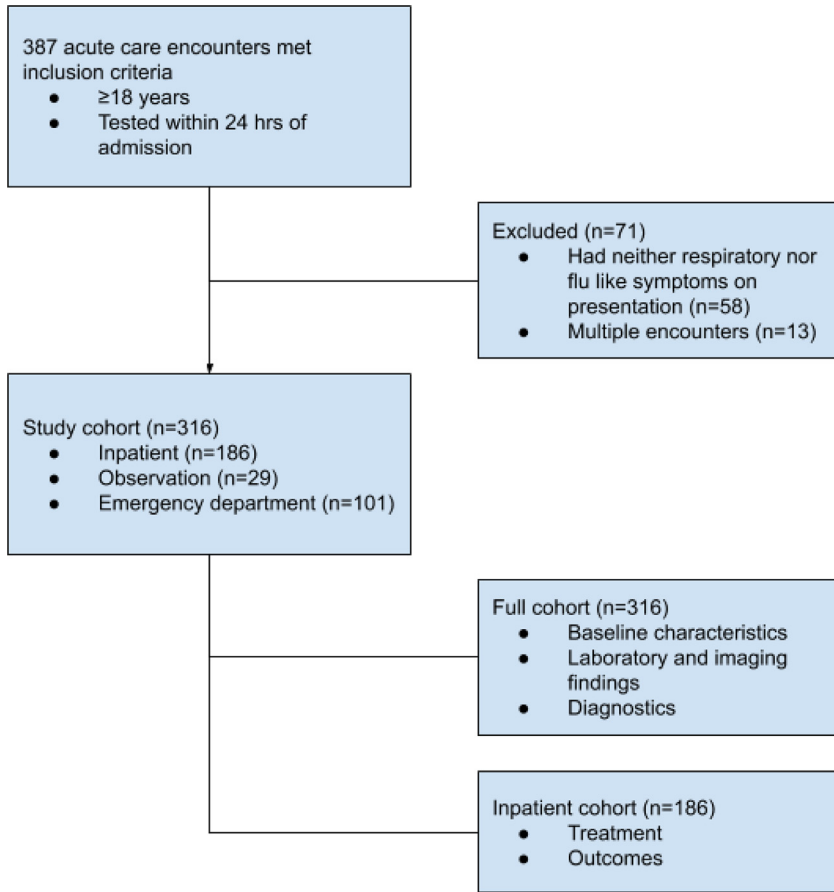 387 acute care encounters met
inclusion criteria
● ≥18 years
● Tested within 24 hrs of
admission
Excluded (n=71)
● Had neither respiratory nor
flu like symptoms on
presentation (n=58)
● Multiple encounters (n=13)
Study cohort (n=316)
● Inpatient (n=186)
● Observation (n=29)
● Emergency department (n=101)
Full cohort (n=316)
● Baseline characteristics
● Laboratory and imaging
findings
● Diagnostics
Inpatient cohort (n=186)
● Treatment
● Outcomes